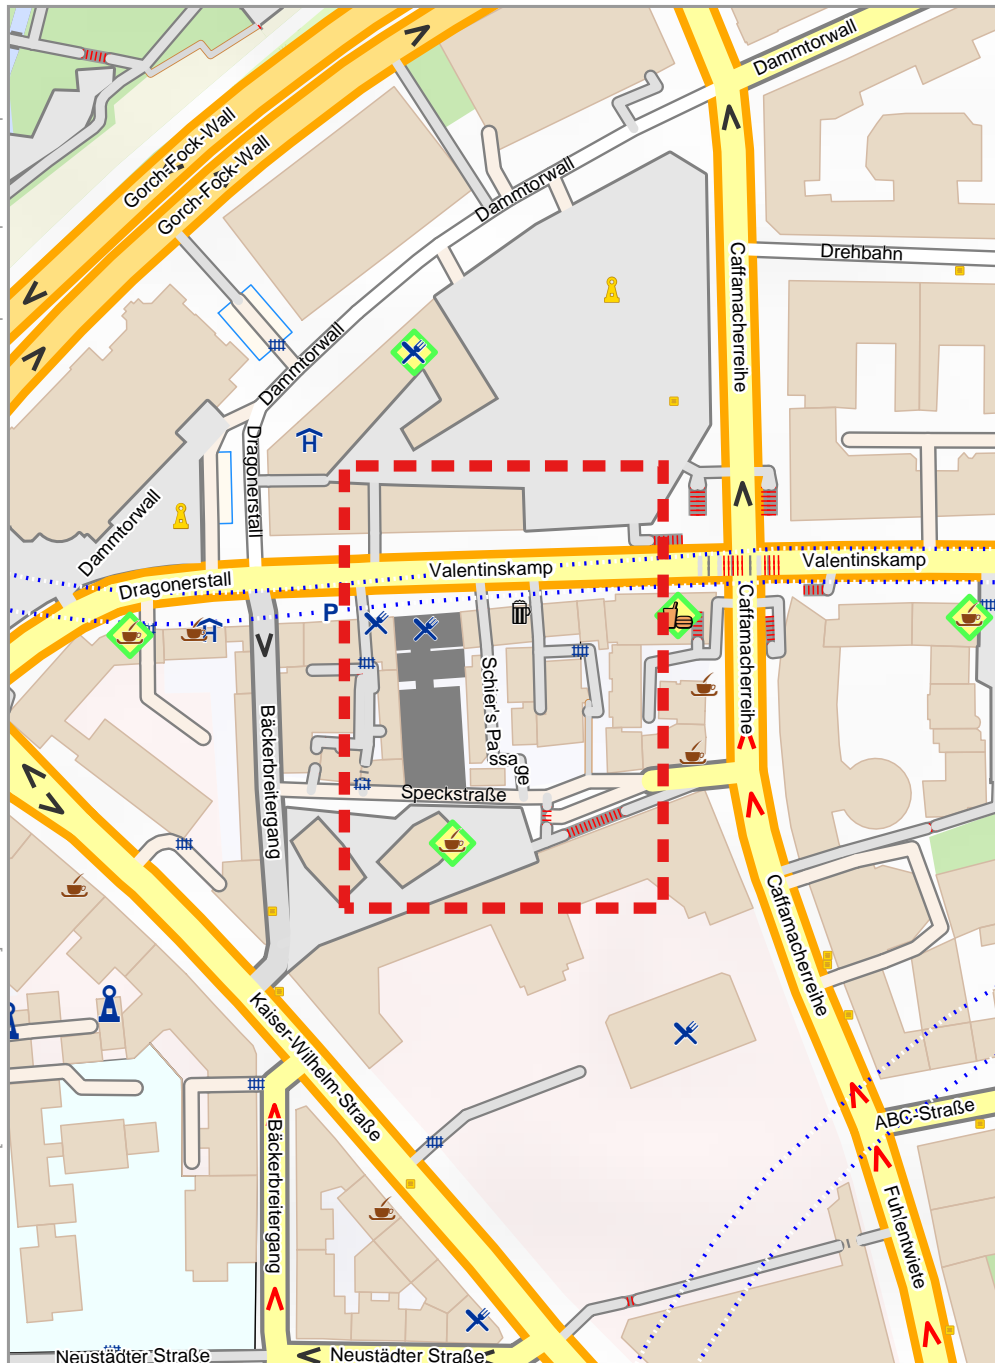 Dammtorwall
Gorch-Fock-Wall
Gorch-Fock-Wall
Dammtorwall
Drehbahn
Caffamacherreihe
Dammtorwall
Dragonerstall
H
Dammtorwall
Valentinskamp
Valentinskamp
Dragonerstall
P
H
Caffamacherreihe
Schier's Passage
Bäckerbreitergang
Speckstraße
Caffamacherreihe
Kaiser-Wilhelm-Straße
ABC-Straße
Bäckerbreitergang
Fuhlentwiete
Neustädter Straße
Neustädter Straße